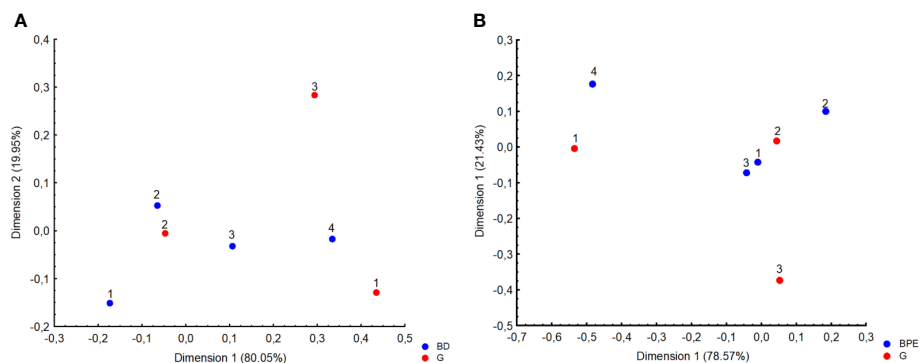 A
0,4
0,3
0,2
0,1
0,0
-0,1
-0,2
-0,3 -0,2 -0,1 0,0 0,1 0,2 0,3 0,4 0,5
Dimension 2 (19.95%)
Dimension 1 (80.05%)
3
2
2
3
4
1
1
BD
G
B
0,3
0,2
0,1
0,0
-0,1
-0,2
-0,3
-0,4
-0,5
-0,7 -0,6 -0,5 -0,4 -0,3 -0,2 -0,1 0,0 0,1 0,2 0,3
Dimension 1 (21.43%)
Dimension 1 (78.57%)
4
2
1
2
1
3
3
BPE
G